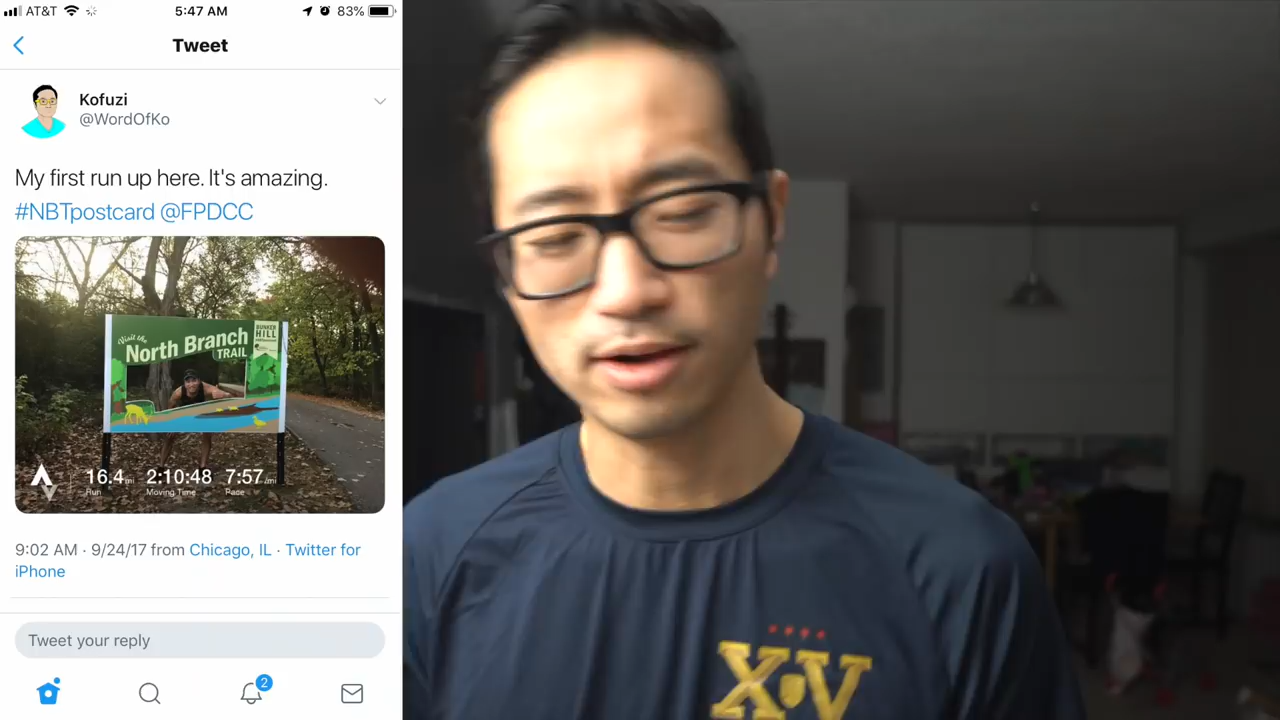 AT&T 5:47 AM 83%
Tweet
Kofuzi
@WordOfKo
My first run up here. It's amazing.
#NBTpostcard @FPDCC
Visit the
North Branch
TRAIL
BUNKER
HILL
16.4mi 2:10:48 7:57/mi
Run Moving Time Pace
9:02 AM · 9/24/17 from Chicago, IL · Twitter for
iPhone
Tweet your reply
2
XV